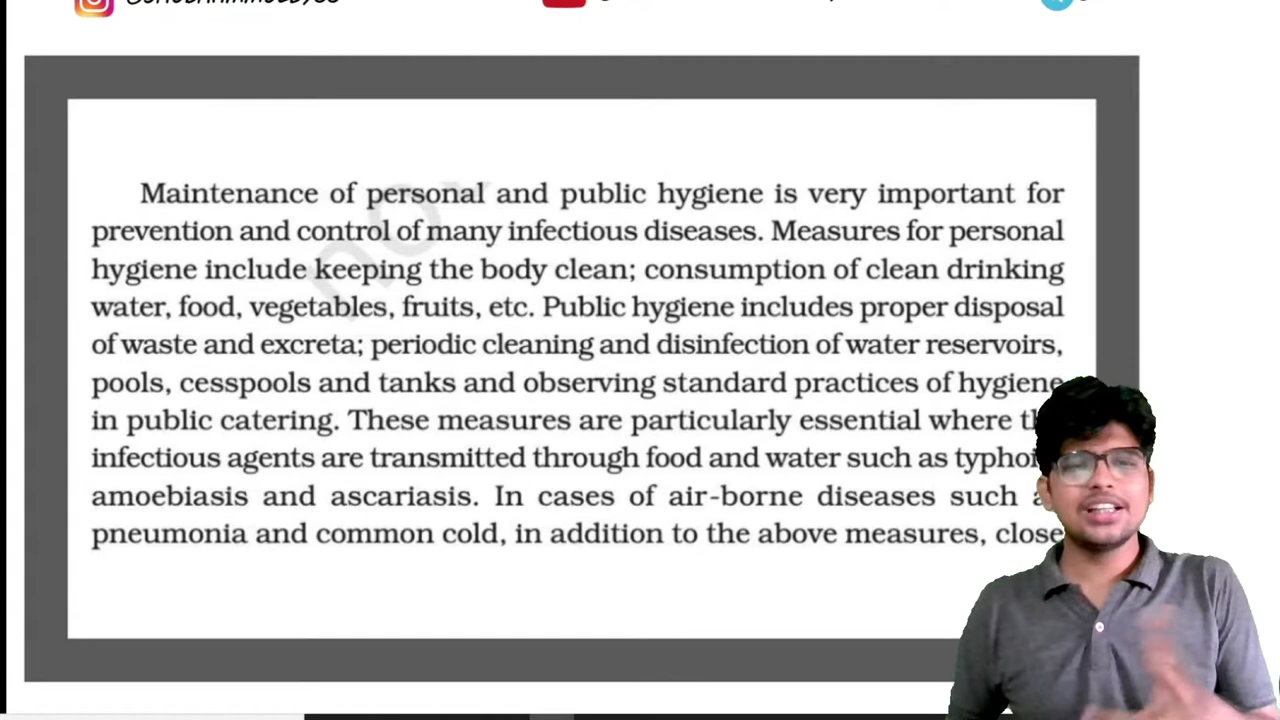 Maintenance of personal and public hygiene is very important for
prevention and control of many infectious diseases. Measures for personal
hygiene include keeping the body clean; consumption of clean drinking
water, food, vegetables, fruits, etc. Public hygiene includes proper disposal
of waste and excreta; periodic cleaning and disinfection of water reservoirs,
pools, cesspools and tanks and observing standard practices of hygiene
in public catering. These measures are particularly essential where
infectious agents are transmitted through food and water such as
amoebiasis and ascariasis. In cases of air-borne diseases such
pneumonia and common cold, in addition to the above measures, close